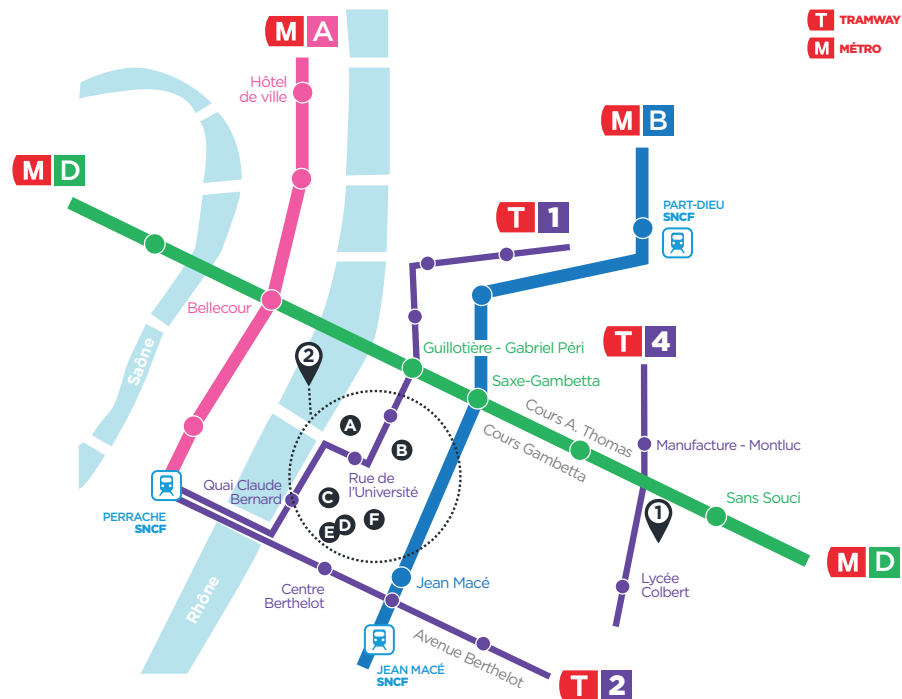 T TRAMWAY
M MÉTRO
M A
Hôtel
de ville
M B
M D
PART-DIEU
SNCF
T 1
Saône
Bellecour
Guillotière - Gabriel Péri
T 4
2
Saxe-Gambetta
Cours A. Thomas
Cours Gambetta
Manufacture - Montluc
A
B
Rue de
l'Université
Quai Claude
Bernard
C
D
E
F
Sans Souci
1
PERRACHE
SNCF
Rhône
M D
Centre
Berthelot
Jean Macé
Lycée
Colbert
Avenue Berthelot
JEAN MACÉ
SNCF
T 2